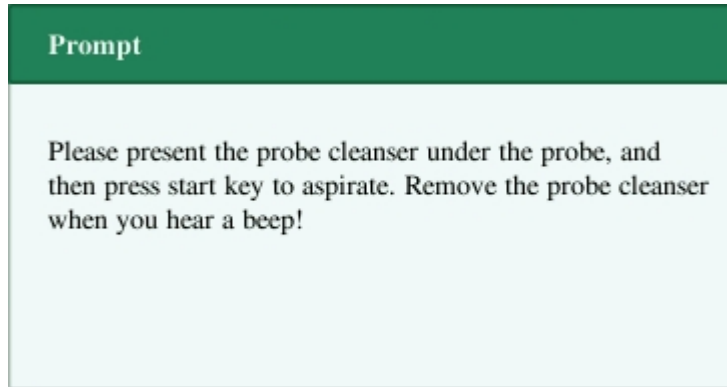 Prompt
Please present the probe cleanser under the probe, and
then press start key to aspirate. Remove the probe cleanser
when you hear a beep!